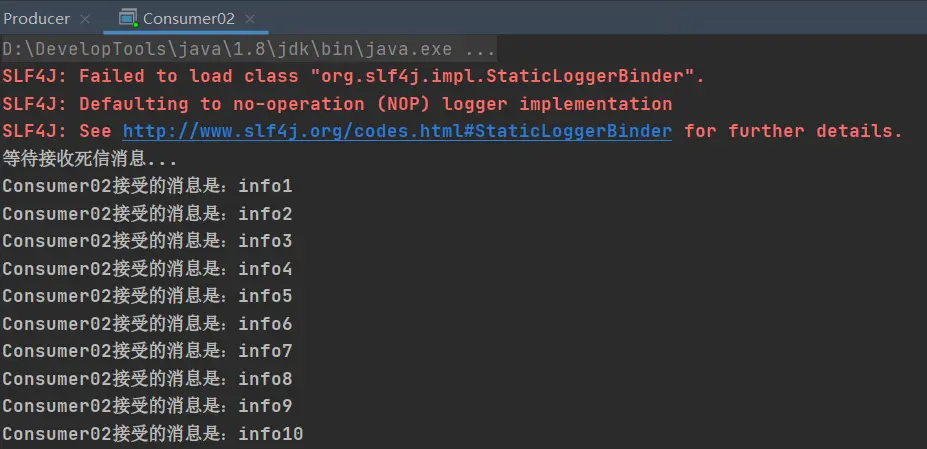 Producer × Consumer02 ×
D:\DevelopTools\java\1.8\jdk\bin\java.exe ...
SLF4J: Failed to load class "org.slf4j.impl.StaticLoggerBinder".
SLF4J: Defaulting to no-operation (NOP) logger implementation
SLF4J: See http://www.slf4j.org/codes.html#StaticLoggerBinder for further details.
等待接收死信消息...
Consumer02接受的消息是：info1
Consumer02接受的消息是：info2
Consumer02接受的消息是：info3
Consumer02接受的消息是：info4
Consumer02接受的消息是：info5
Consumer02接受的消息是：info6
Consumer02接受的消息是：info7
Consumer02接受的消息是：info8
Consumer02接受的消息是：info9
Consumer02接受的消息是：info10